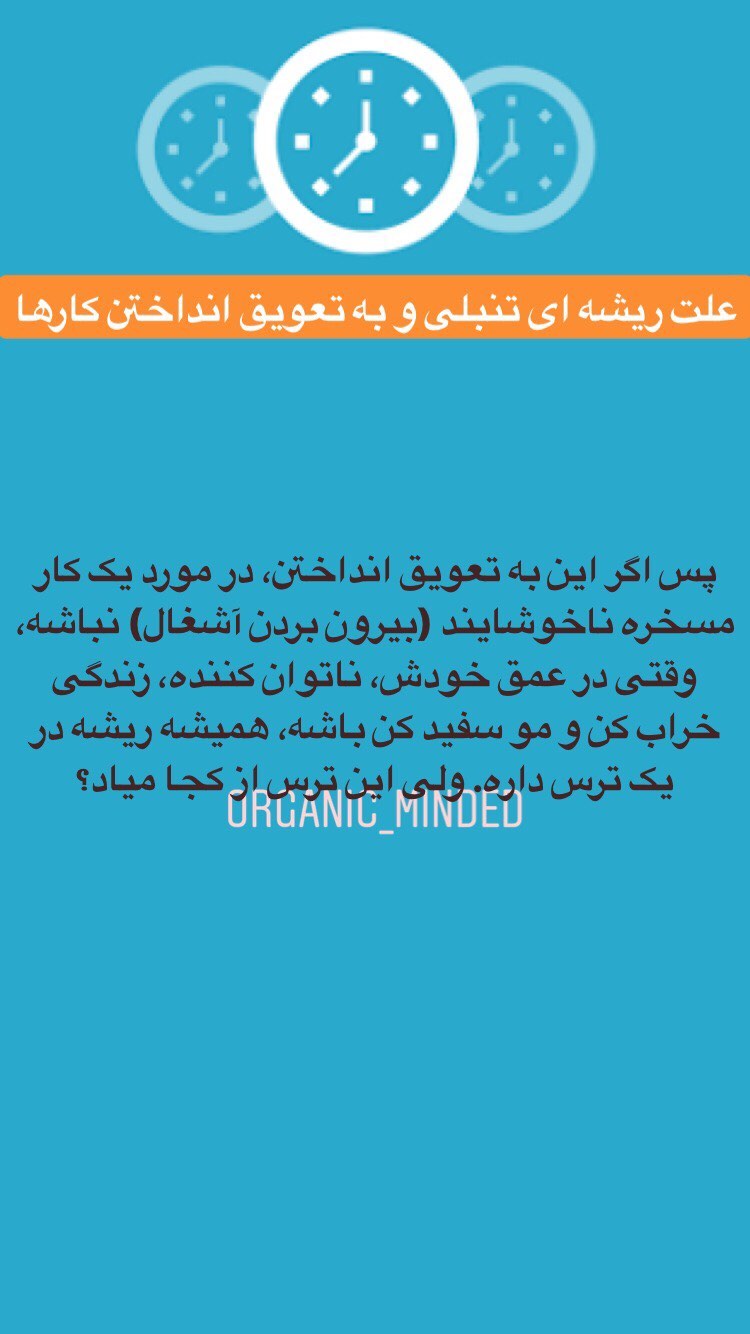 علت ریشه ای تنبلی و به تعویق انداختن کارها
پس اگر این به تعویق انداختن، در مورد یک کار
مسخره ناخوشایند (بیرون بردن آشغال) نباشه،
وقتی در عمق خودش، ناتوان کننده، زندگی
خراب کن و مو سفید کن باشه، همیشه ریشه در
یک ترس داره. ولی این ترس از کجا میاد؟
ORGANIC_MINDED